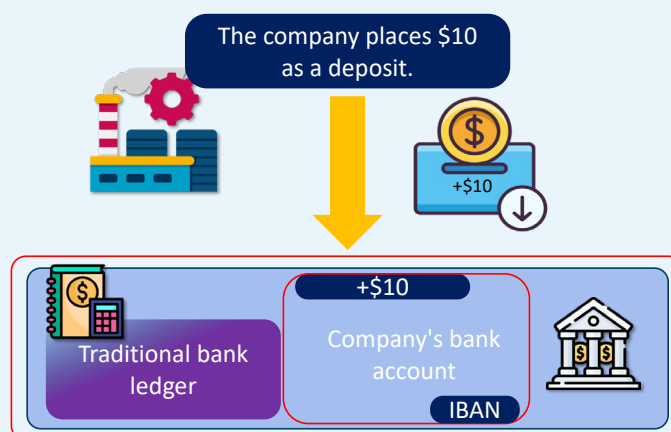 The company places $10
as a deposit.
$
+$10
$
+$10
Traditional bank
ledger
Company's bank
account
IBAN
$ $